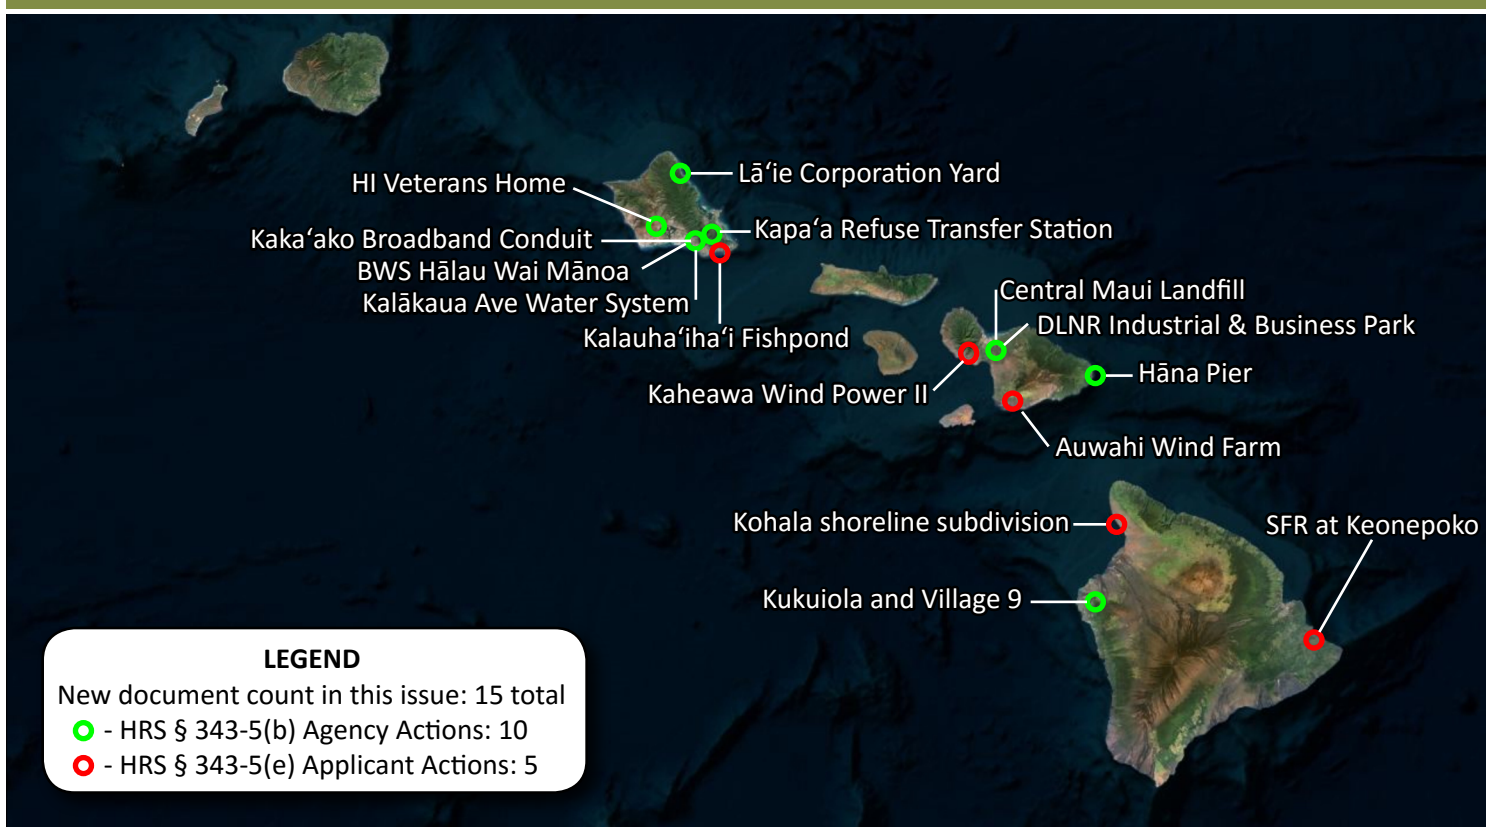 Lāʻie Corporation Yard
HI Veterans Home
Kapaʻa Refuse Transfer Station
Kakaʻako Broadband Conduit
BWS Hālau Wai Mānoa
Kalākaua Ave Water System
Central Maui Landfill
DLNR Industrial & Business Park
Kalauhaʻihaʻi Fishpond
Hāna Pier
Kaheawa Wind Power II
Auwahi Wind Farm
Kohala shoreline subdivision
SFR at Keonepoko
Kukuiola and Village 9
LEGEND
New document count in this issue: 15 total
- HRS § 343-5(b) Agency Actions: 10
- HRS § 343-5(e) Applicant Actions: 5